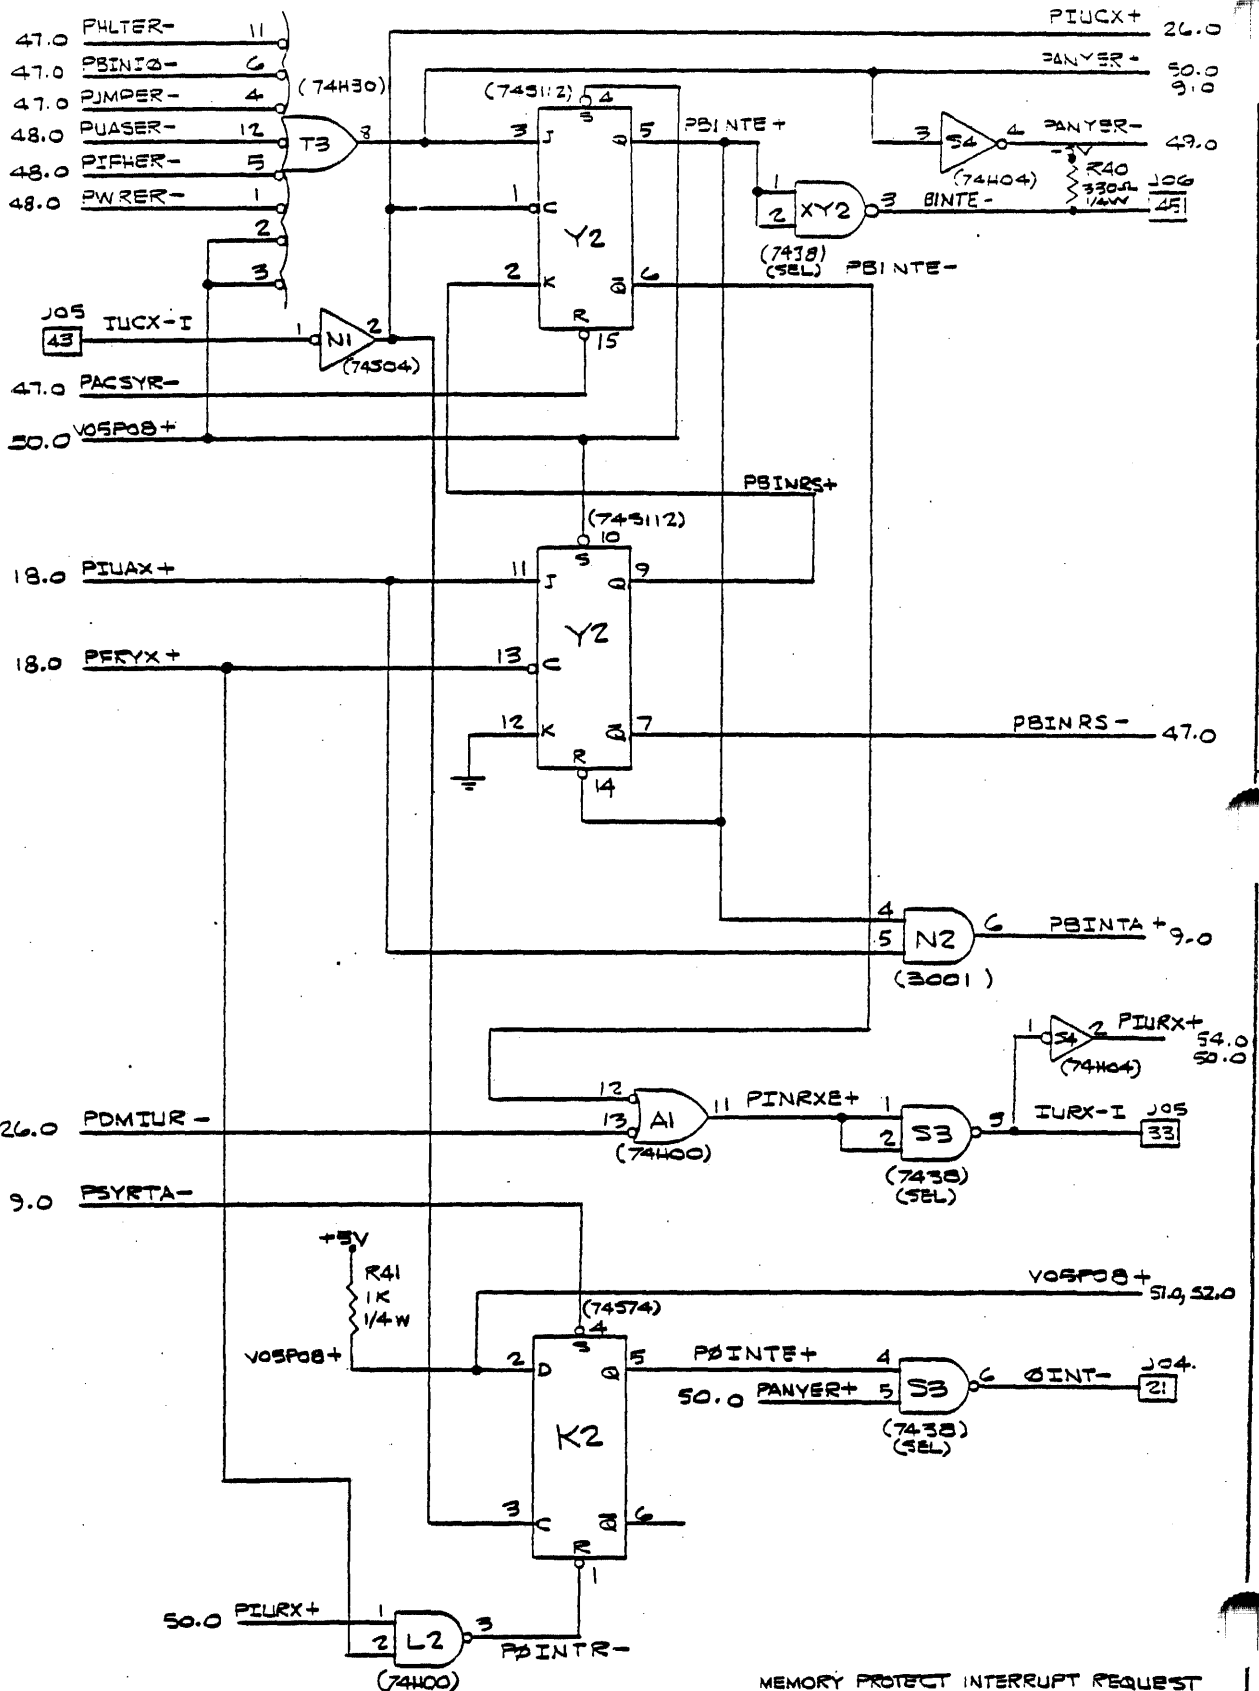 PIUCX+ 26.0
47.0 PHLTER- 11
47.0 PBINIØ- 6
(74H30)
47.0 PJMPER- 4
48.0 PUASER- 12
T3 8
48.0 PIFHER- 5
48.0 PWRER- 1
2
3
PANYER+ 50.0
9.0
3 S4 4 PANYER- 49.0
(74H04)
R40
330Ω
1/4W
J06
45
(74S112) 4
S
3 J Q 5 PBINTE+
1 C
Y2
2 K Q 6 PBINTE-
R
15
1
2 XY2 3 BINTE-
(7438)
(SEL)
J05
43 IUCX-I 1 N1 2
(74S04)
47.0 PACSYR-
50.0 V05P08+
PBINRS+
(74S112)
10
S
18.0 PIUAX+ 11 J Q 9
Y2
18.0 PFRYX+ 13 C
12 K Q 7 PBINRS- 47.0
R
14
4
5 N2 6 PBINTA+ 9.0
(3001)
1 S4 2 PIURX+ 54.0
50.0
(74H04)
12
26.0 PDMIUR- 13 A1 11 PINRXE+
(74H00)
1
2 S3 3 IURX-I J05
33
(7438)
(SEL)
9.0 PSYRTA-
+5V
R41
1K
1/4W
V05P08+ 51.0, 52.0
(74S74)
4
S
V05P08+ 2 D Q 5 PØINTE+ 4
50.0 PANYER+ 5 S3 6 ØINT- J04.
21
(7438)
(SEL)
K2
3 C Q 6
R
1
50.0 PIURX+ 1
2 L2 3 PØINTR-
(74H00)
MEMORY PROTECT INTERRUPT REQUEST